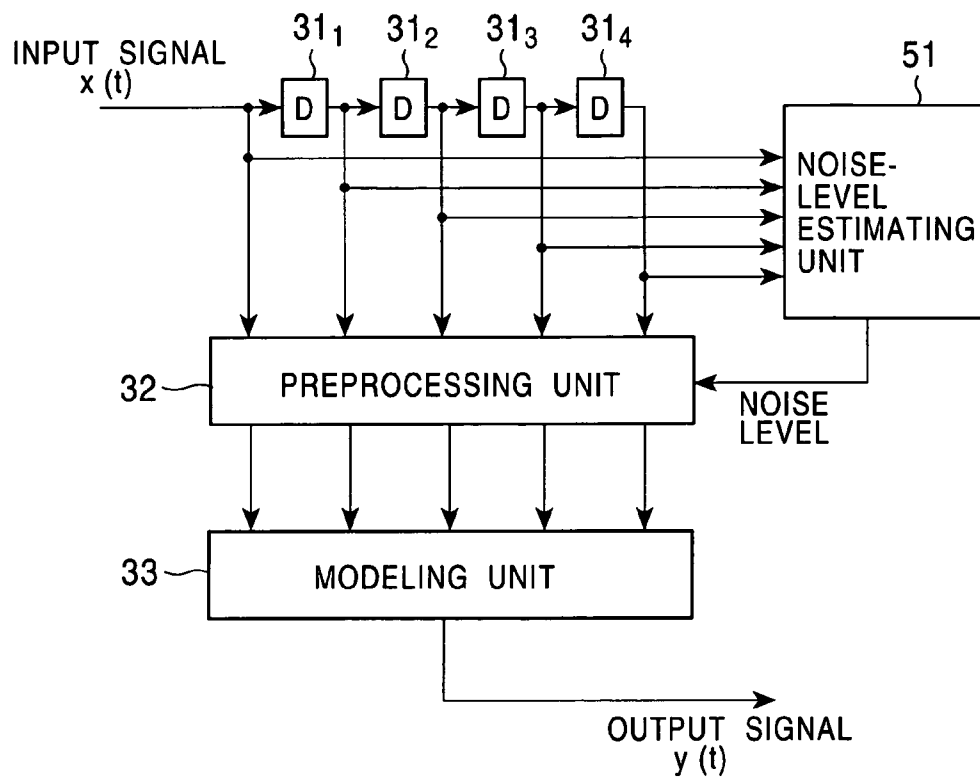 31₁ 31₂ 31₃ 31₄
INPUT SIGNAL
x (t)
51
D D D D
NOISE-
LEVEL
ESTIMATING
UNIT
32
PREPROCESSING UNIT
NOISE
LEVEL
33
MODELING UNIT
OUTPUT SIGNAL
y (t)